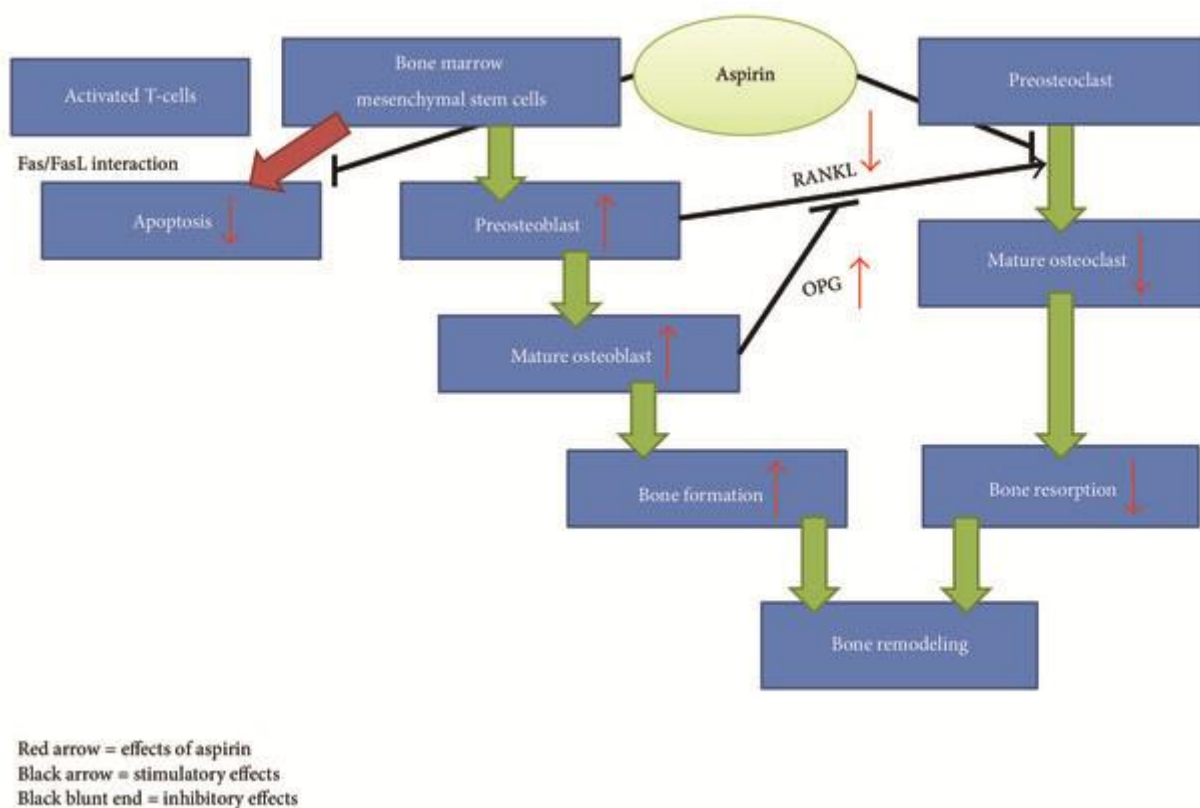 Activated T-cells
Bone marrow
mesenchymal stem cells
Aspirin
Preosteoclast
Fas/FasL interaction
RANKL
Apoptosis
Preosteoblast
Mature osteoclast
OPG
Mature osteoblast
Bone formation
Bone resorption
Bone remodeling
Red arrow = effects of aspirin
Black arrow = stimulatory effects
Black blunt end = inhibitory effects